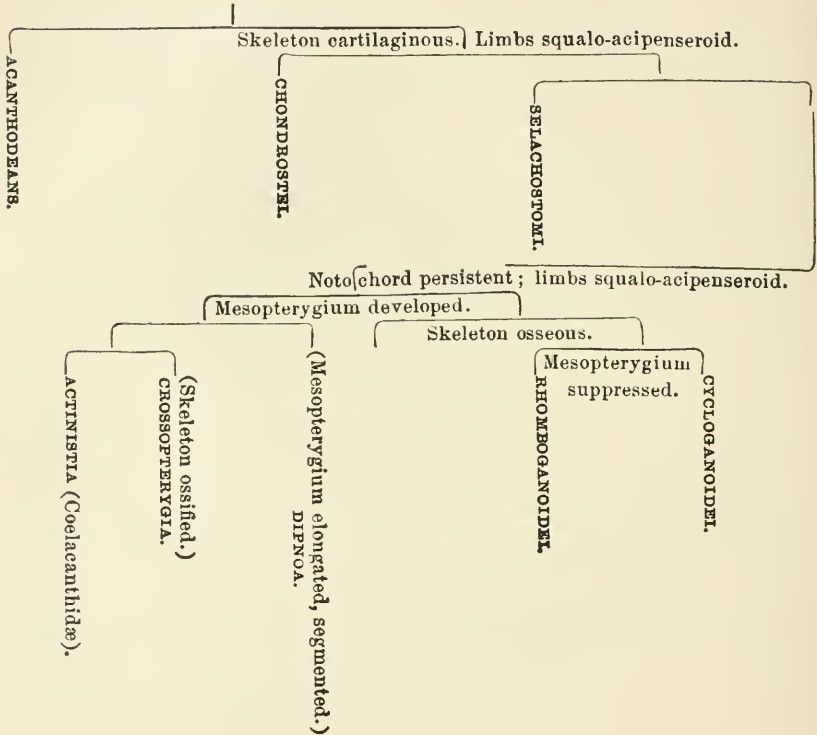 Skeleton cartilaginous. Limbs squalo-acipenseroid.
ACANTHODEANS.
CHONDROSTEI.
SELACHOSTOMI.
Notochord persistent; limbs squalo-acipenseroid.
Mesopterygium developed.
Skeleton osseous.
Mesopterygium
suppressed.
ACTINISTIA (Coelacanthidæ).
(Skeleton ossified.)
CROSSOPTERYGIA.
(Mesopterygium elongated, segmented.)
DIPNOA.
RHOMBOGANOIDEI.
CYCLOGANOIDEI.